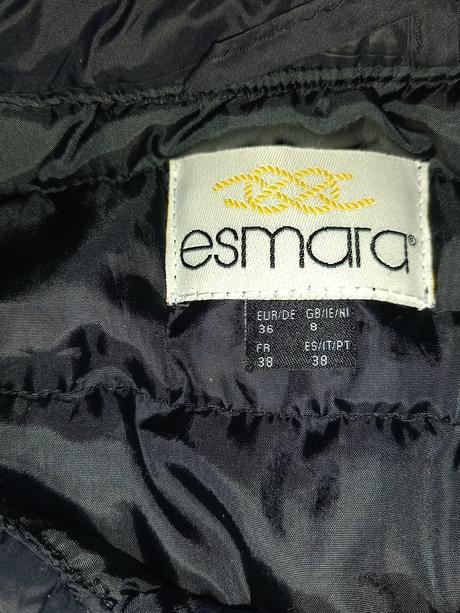 esmara®
EUR/DE GB/IE/NI
36 8
FR ES/IT/PT
38 38